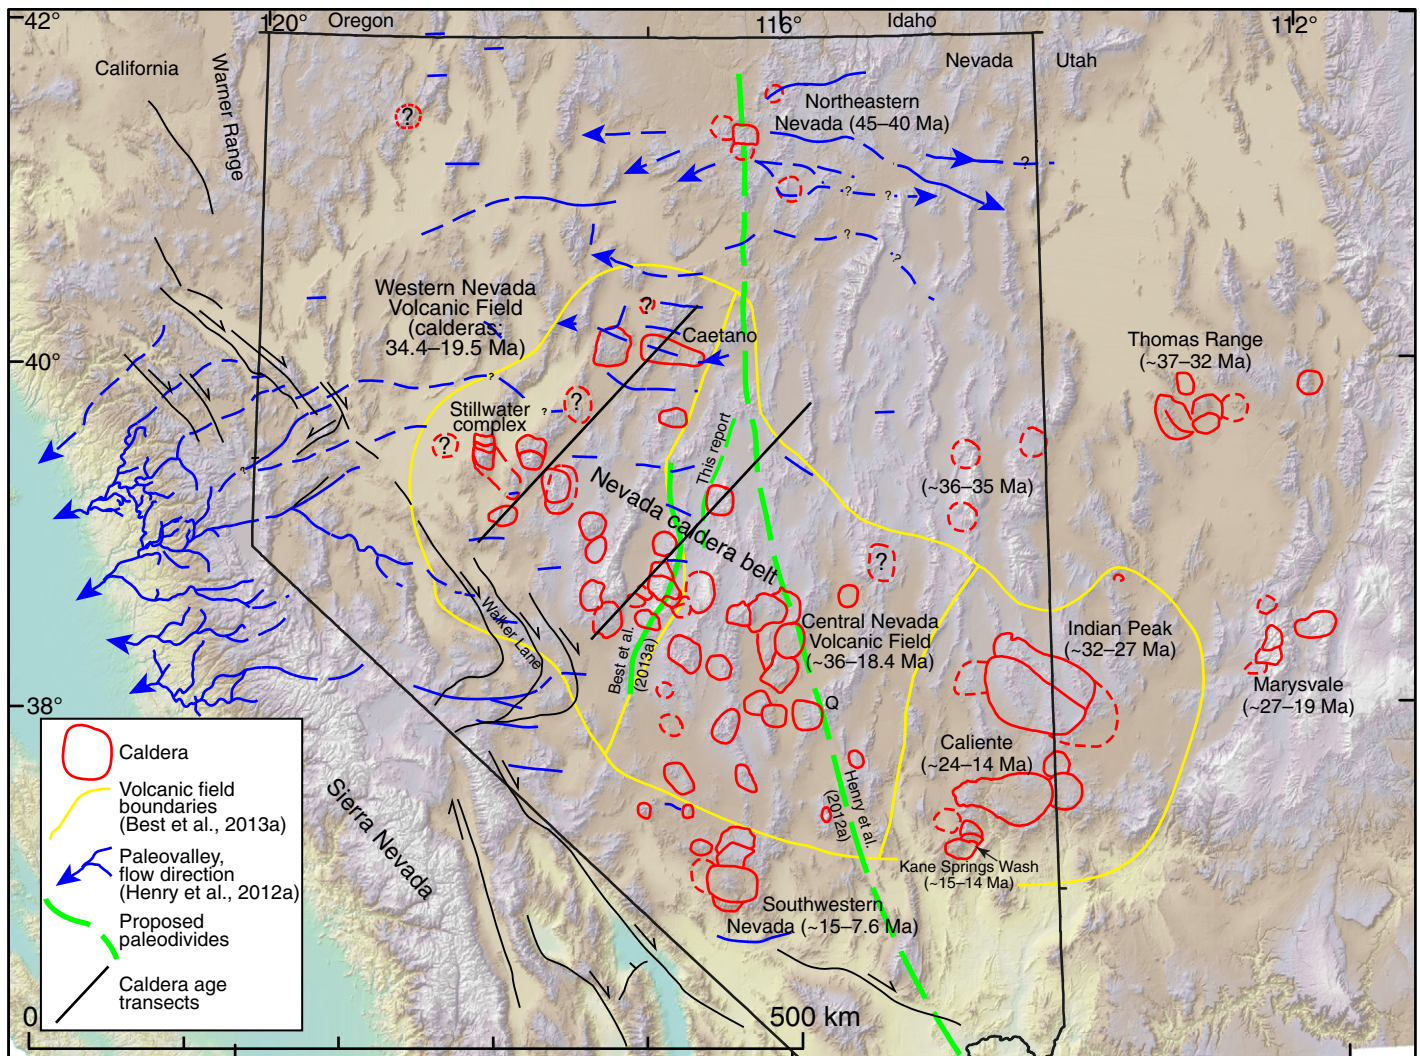 42°
120°
Oregon
116°
Idaho
112°
California
Warner Range
Nevada
Utah
?
Northeastern
Nevada (45–40 Ma)
?
?
?
?
?
Western Nevada
Volcanic Field
(calderas:
34.4–19.5 Ma)
?
Caetano
Thomas Range
(~37–32 Ma)
40°
?
?
?
Stillwater
complex
?
?
This report
(~36–35 Ma)
Nevada caldera belt
?
Walker Lane
Best et al.
(2013a)
Central Nevada
Volcanic Field
(~36–18.4 Ma)
Indian Peak
(~32–27 Ma)
Marysvale
(~27–19 Ma)
38°
Q
Caliente
(~24–14 Ma)
Henry et al.
(2012a)
Kane Springs Wash
(~15–14 Ma)
Southwestern
Nevada (~15–7.6 Ma)
Sierra Nevada
Caldera
Volcanic field
boundaries
(Best et al., 2013a)
Paleovalley,
flow direction
(Henry et al., 2012a)
Proposed
paleodivides
Caldera age
transects
0
500 km